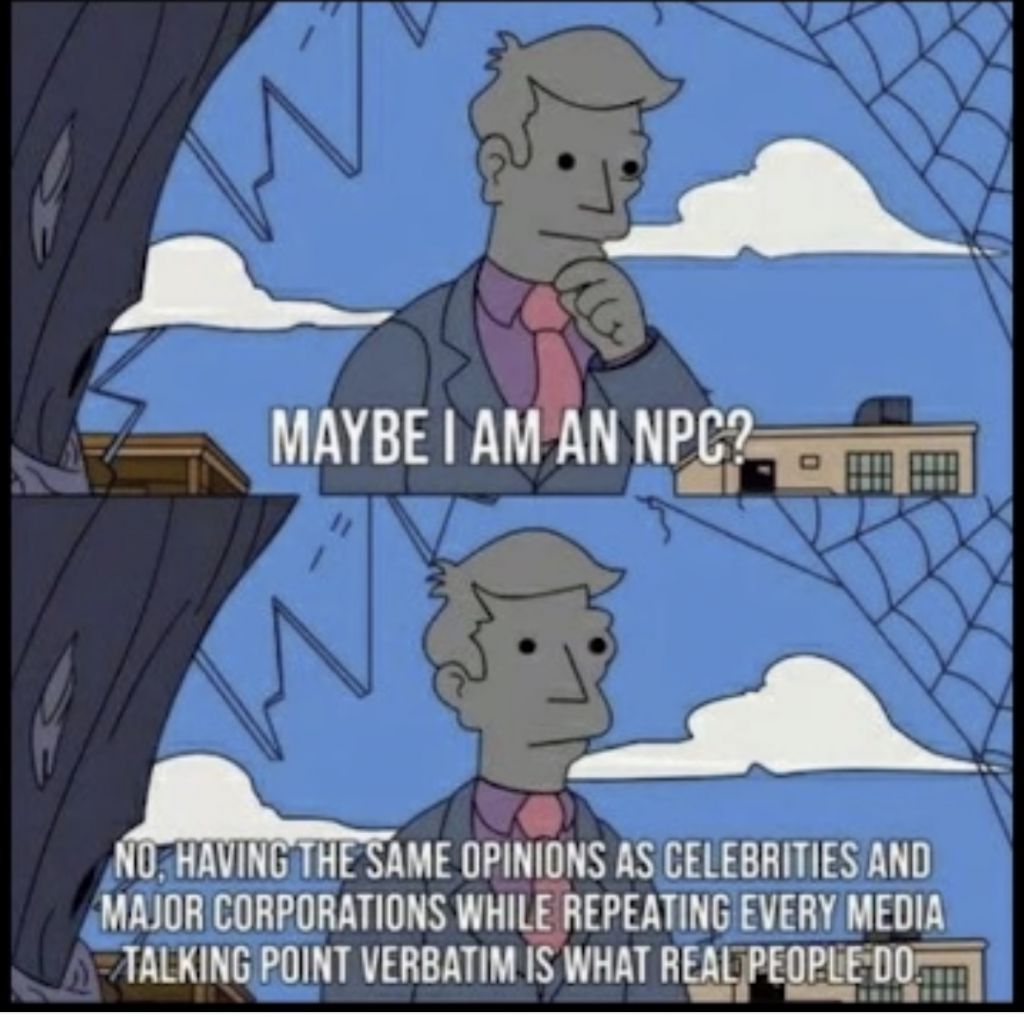 MAYBE I AM AN NPC?
NO, HAVING THE SAME OPINIONS AS CELEBRITIES AND
MAJOR CORPORATIONS WHILE REPEATING EVERY MEDIA
TALKING POINT VERBATIM IS WHAT REAL PEOPLE DO.